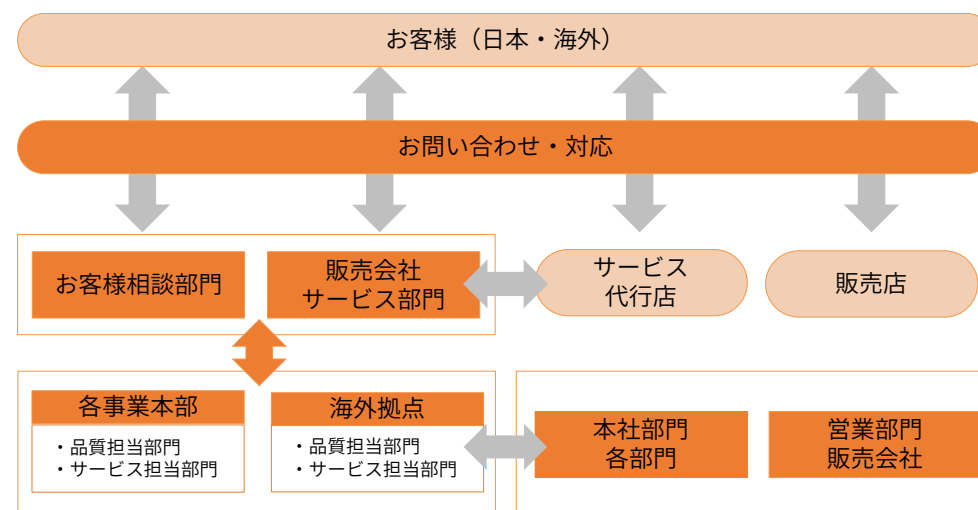 お客様（日本・海外）
お問い合わせ・対応
お客様相談部門
販売会社
サービス部門
サービス
代行店
販売店
各事業本部
・品質担当部門
・サービス担当部門
海外拠点
・品質担当部門
・サービス担当部門
本社部門
各部門
営業部門
販売会社